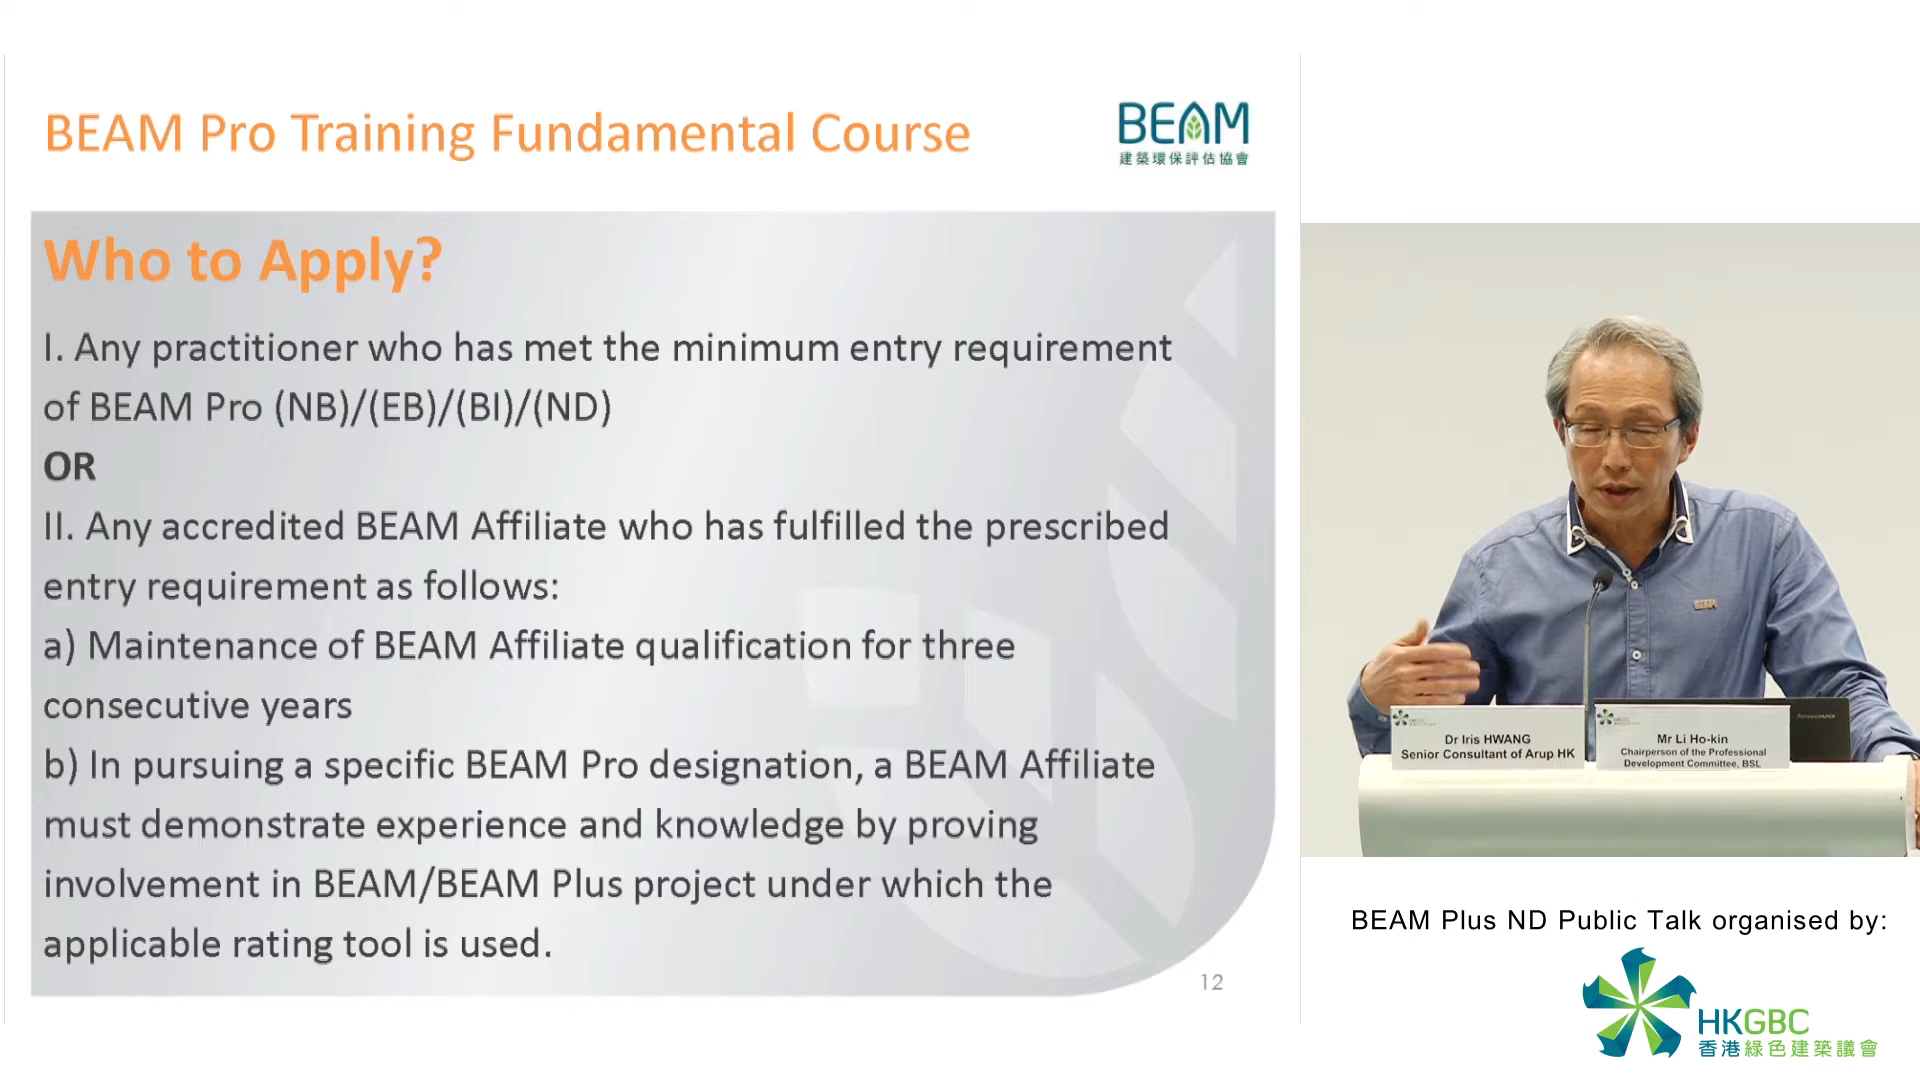 BEAM Pro Training Fundamental Course
BEAM
建築環保評估協會
Who to Apply?
I. Any practitioner who has met the minimum entry requirement
of BEAM Pro (NB)/(EB)/(BI)/(ND)
OR
II. Any accredited BEAM Affiliate who has fulfilled the prescribed
entry requirement as follows:
a) Maintenance of BEAM Affiliate qualification for three
consecutive years
b) In pursuing a specific BEAM Pro designation, a BEAM Affiliate
must demonstrate experience and knowledge by proving
involvement in BEAM/BEAM Plus project under which the
applicable rating tool is used.
12
BEAM
lenovo
HKGBC
Dr Iris HWANG
Senior Consultant of Arup HK
HKGBC
Mr Li Ho-kin
Chairperson of the Professional
Development Committee, BSL
BEAM Plus ND Public Talk organised by:
HKGBC
香港綠色建築議會